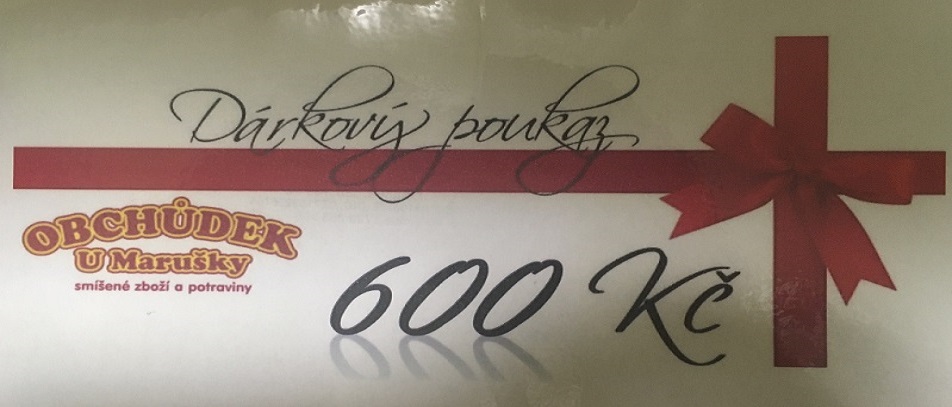 Dárkový poukaz
OBCHŮDEK
U Marušky
smíšené zboží a potraviny
600 Kč